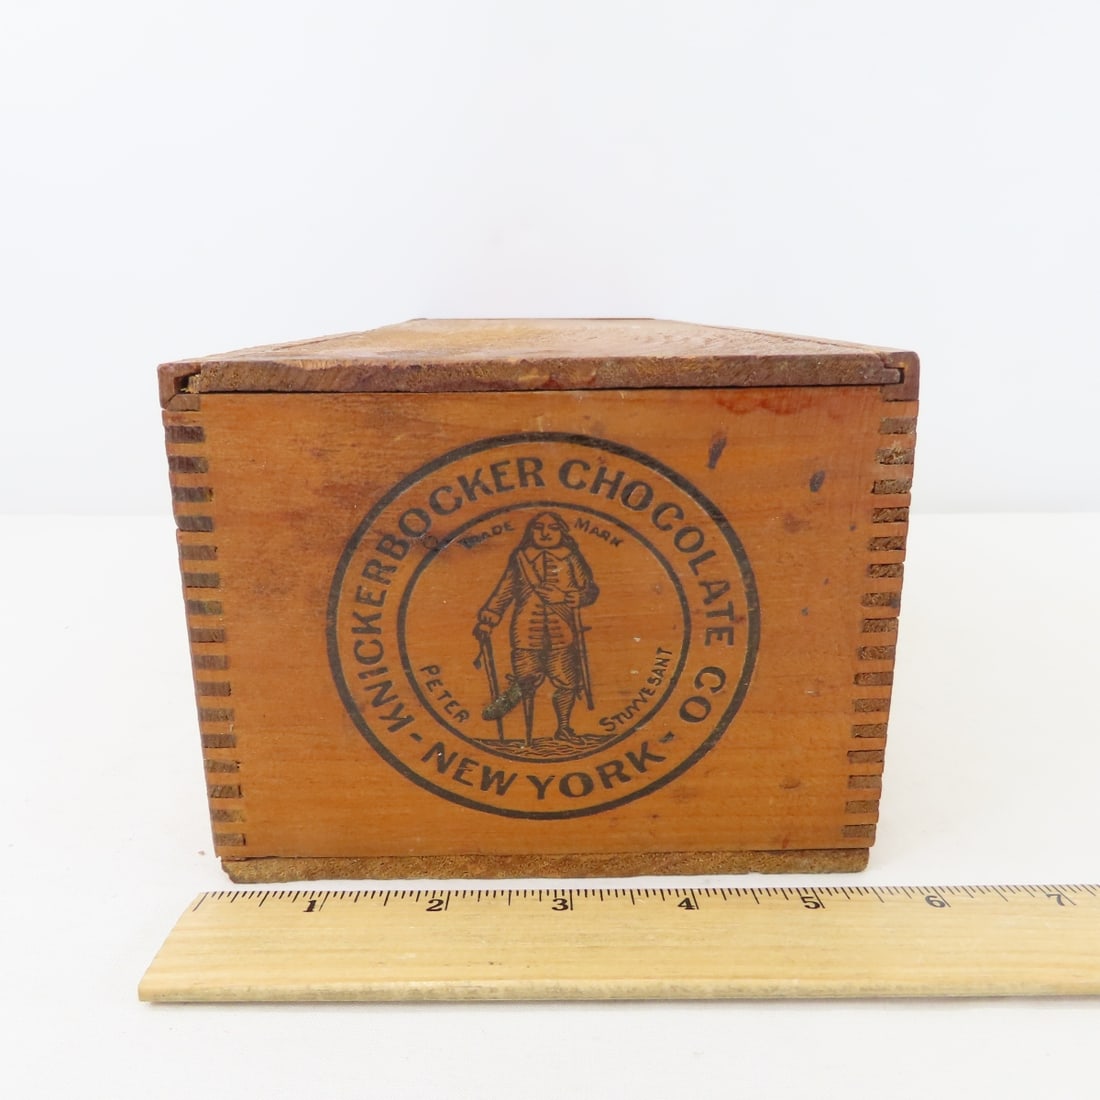 KNICKERBOCKER CHOCOLATE CO
- NEW YORK -
TRADE MARK
PETER STUYVESANT
1 2 3 4 5 6 7